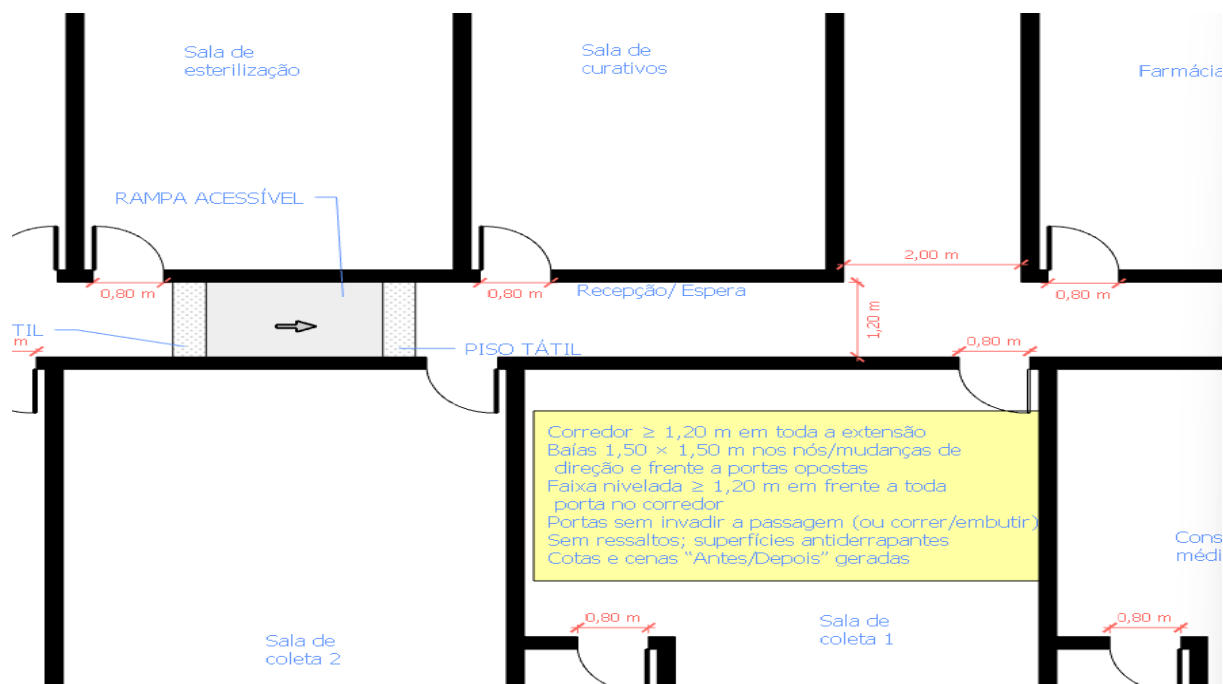 Sala de
esterilização
Sala de
curativos
Farmácia
RAMPA ACESSÍVEL
2,00 m
0,80 m
0,80 m
Recepção/ Espera
0,80 m
1,20 m
TIL
m
PISO TÁTIL
0,80 m
Corredor ≥ 1,20 m em toda a extensão
Baías 1,50 × 1,50 m nos nós/mudanças de
direção e frente a portas opostas
Faixa nivelada ≥ 1,20 m em frente a toda
porta no corredor
Portas sem invadir a passagem (ou correr/embutir)
Sem ressaltos; superfícies antiderrapantes
Cotas e cenas “Antes/Depois” geradas
Cons
médi
0,80 m
0,80 m
Sala de
coleta 1
Sala de
coleta 2